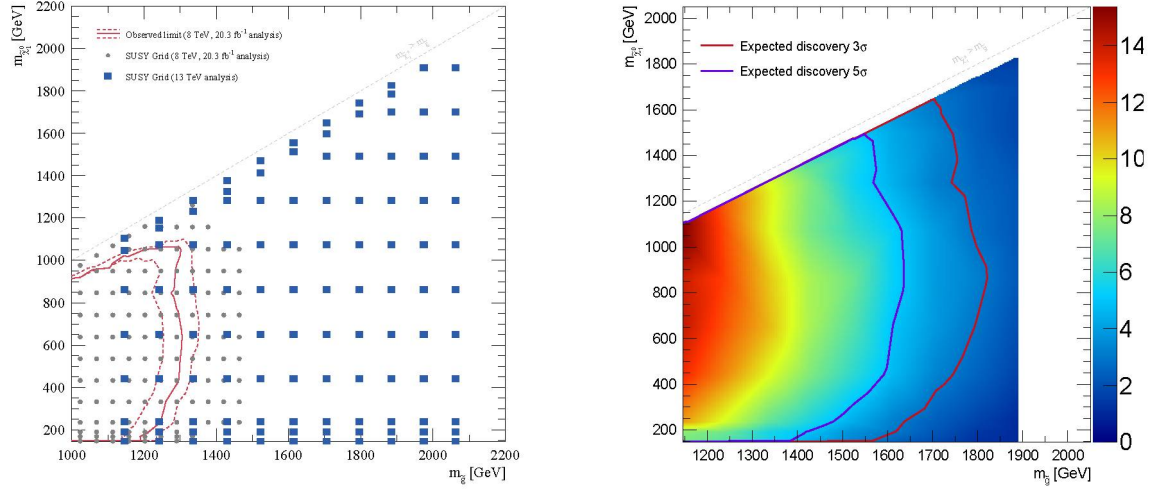 m_χ̃₁⁰ [GeV]
2200
2000
1800
1600
1400
1200
1000
800
600
400
200
Observed limit (8 TeV, 20.3 fb⁻¹ analysis)
SUSY Grid (8 TeV, 20.3 fb⁻¹ analysis)
SUSY Grid (13 TeV analysis)
1000 1200 1400 1600 1800 2000 2200
m_g̃ [GeV]
m_χ̃₁⁰ [GeV]
2000
1800
1600
1400
1200
1000
800
600
400
200
Expected discovery 3σ
Expected discovery 5σ
1200 1300 1400 1500 1600 1700 1800 1900 2000
m_g̃ [GeV]
14
12
10
8
6
4
2
0